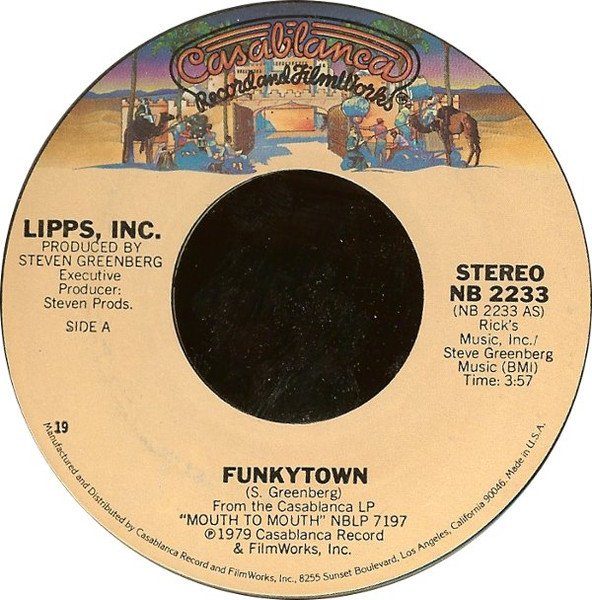 Casablanca
Record and FilmWorks
LIPPS, INC.
PRODUCED BY
STEVEN GREENBERG
Executive
Producer:
Steven Prods.
SIDE A
STEREO
NB 2233
(NB 2233 AS)
Rick's
Music, Inc./
Steve Greenberg
Music (BMI)
Time: 3:57
19
FUNKYTOWN
(S. Greenberg)
From the Casablanca LP
"MOUTH TO MOUTH" NBLP 7197
℗1979 Casablanca Record
& FilmWorks, Inc.
Manufactured and Distributed by Casablanca Record and FilmWorks, Inc., 8255 Sunset Boulevard, Los Angeles, California 90046. Made in U.S.A.